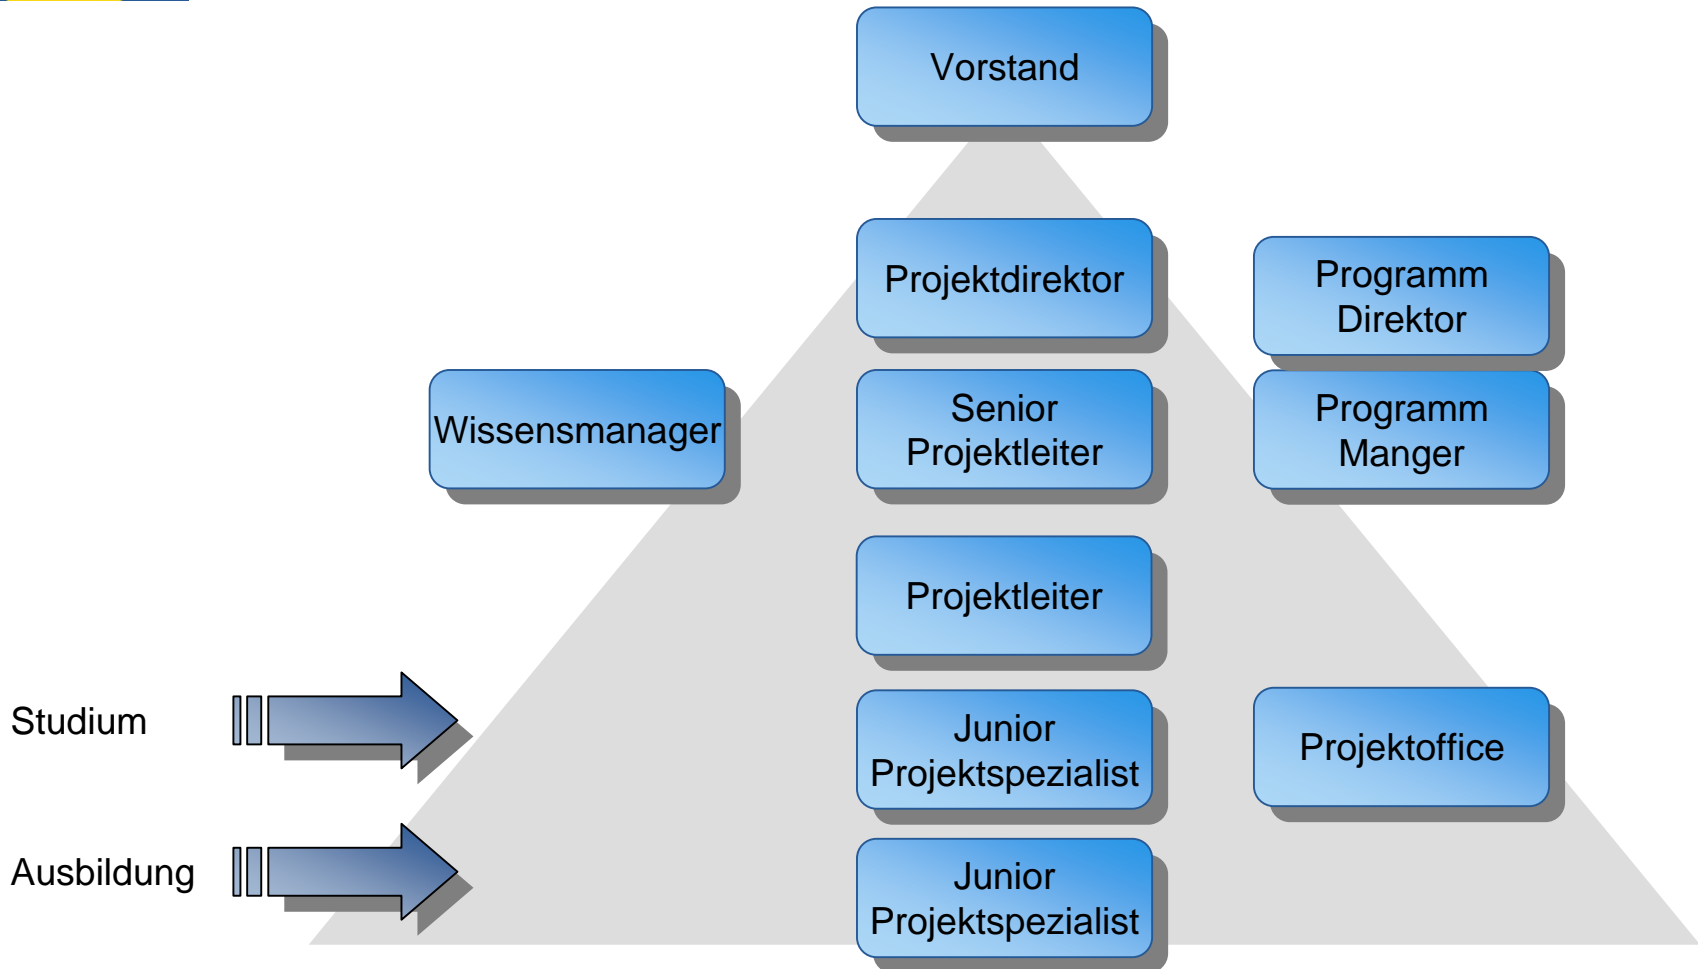 Vorstand
Projektdirektor
Programm
Direktor
Wissensmanager
Senior
Projektleiter
Programm
Manger
Projektleiter
Studium
Junior
Projektspezialist
Projektoffice
Ausbildung
Junior
Projektspezialist